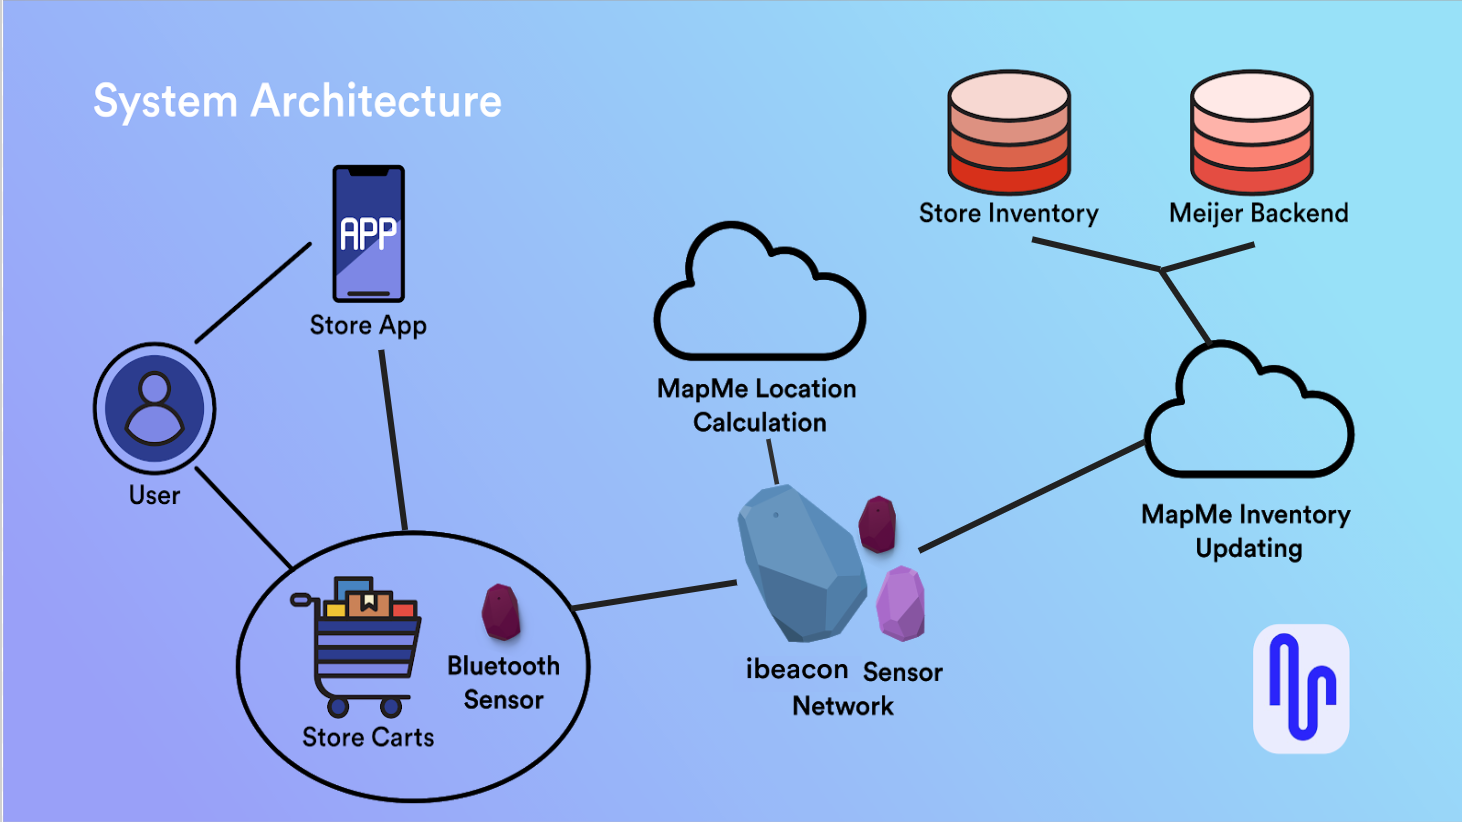 System Architecture
APP
Store App
User
Store Carts
Bluetooth
Sensor
MapMe Location
Calculation
ibeacon Sensor
Network
Store Inventory
Meijer Backend
MapMe Inventory
Updating